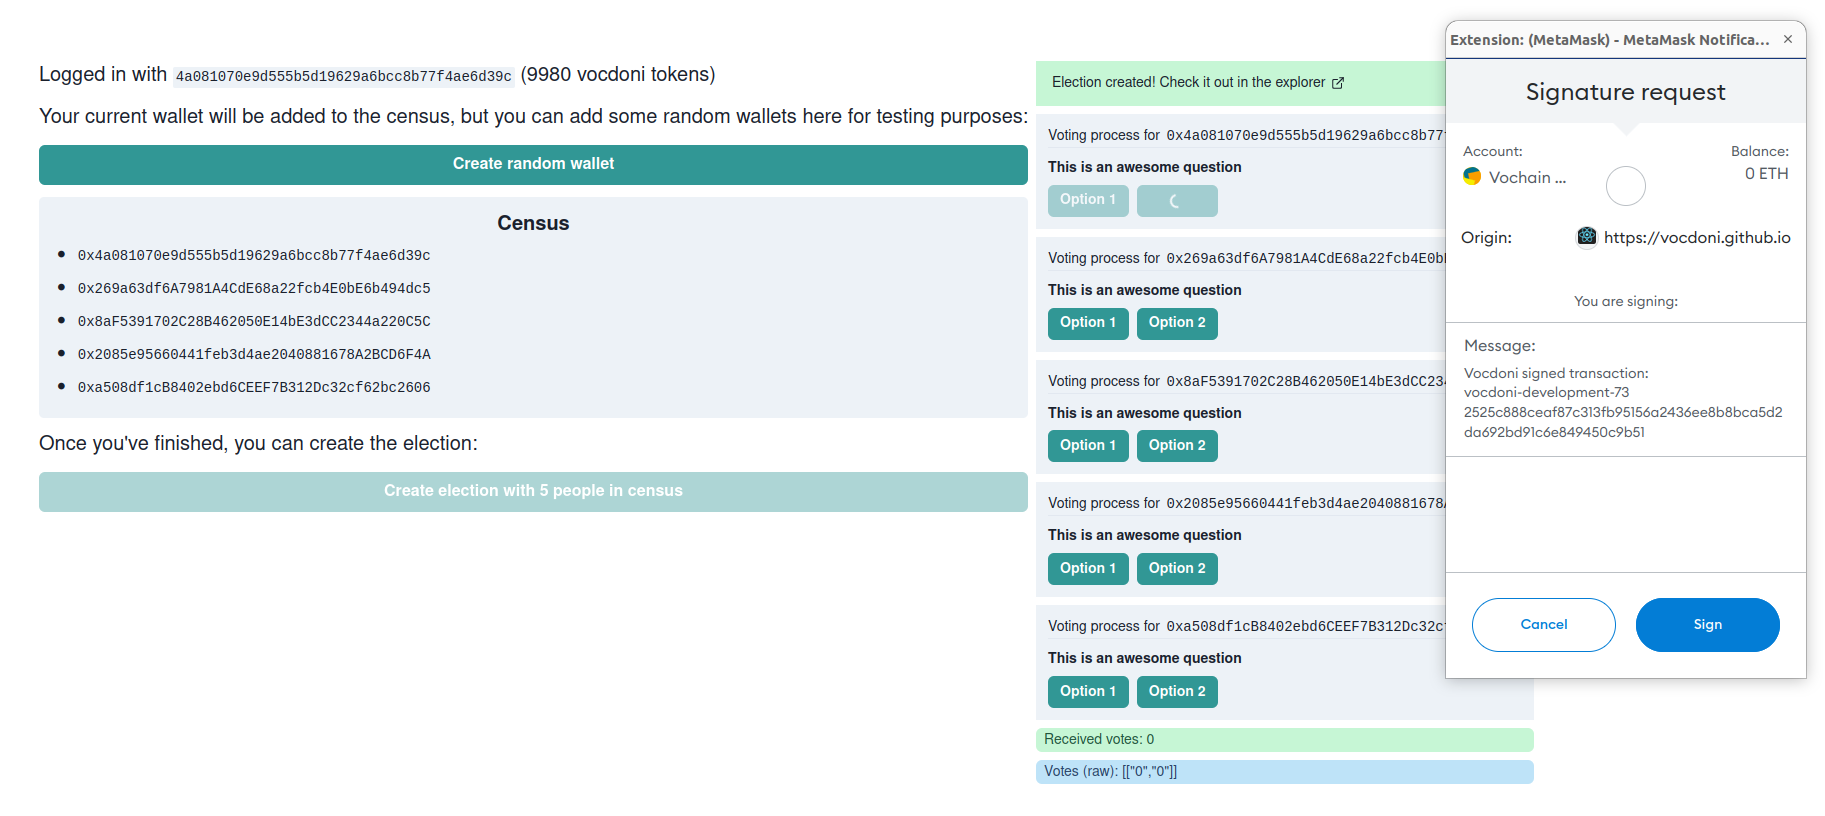 Logged in with 4a081070e9d555b5d19629a6bcc8b77f4ae6d39c (9980 vocdoni tokens)
Your current wallet will be added to the census, but you can add some random wallets here for testing purposes:
Create random wallet
Census
0x4a081070e9d555b5d19629a6bcc8b77f4ae6d39c
0x269a63df6A7981A4CdE68a22fcb4E0bE6b494dc5
0x8aF5391702C28B462050E14bE3dCC2344a220C5C
0x2085e95660441feb3d4ae2040881678A2BCD6F4A
0xa508df1cB8402ebd6CEEF7B312Dc32cf62bc2606
Once you've finished, you can create the election:
Create election with 5 people in census
Election created! Check it out in the explorer
Voting process for 0x4a081070e9d555b5d19629a6bcc8b77
This is an awesome question
Option 1
Voting process for 0x269a63df6A7981A4CdE68a22fcb4E0b
This is an awesome question
Option 1 Option 2
Voting process for 0x8aF5391702C28B462050E14bE3dCC234
This is an awesome question
Option 1 Option 2
Voting process for 0x2085e95660441feb3d4ae2040881678
This is an awesome question
Option 1 Option 2
Voting process for 0xa508df1cB8402ebd6CEEF7B312Dc32c
This is an awesome question
Option 1 Option 2
Received votes: 0
Votes (raw): [["0","0"]]
Extension: (MetaMask) - MetaMask Notifica...
Signature request
Account:
Vochain ...
Balance:
0 ETH
Origin:
https://vocdoni.github.io
You are signing:
Message:
Vocdoni signed transaction:
vocdoni-development-73
2525c888ceaf87c313fb95156a2436ee8b8bca5d2
da692bd91c6e849450c9b51
Cancel
Sign